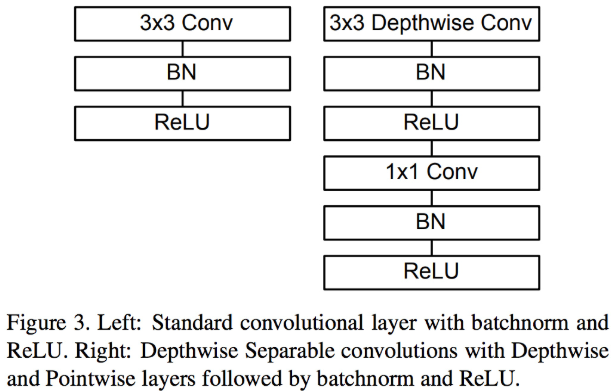 3x3 Conv
BN
ReLU
3x3 Depthwise Conv
BN
ReLU
1x1 Conv
BN
ReLU
Figure 3. Left: Standard convolutional layer with batchnorm and
ReLU. Right: Depthwise Separable convolutions with Depthwise
and Pointwise layers followed by batchnorm and ReLU.